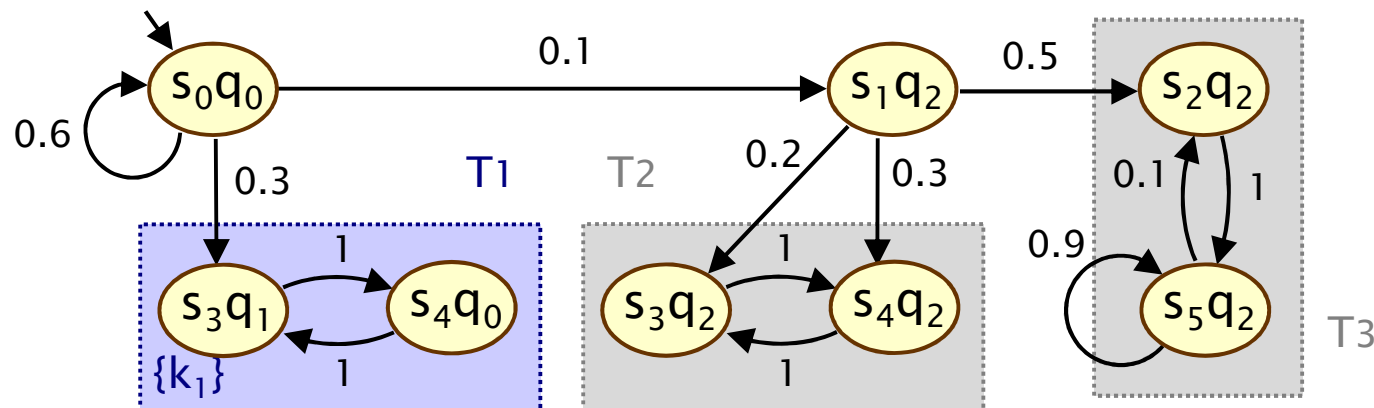 0.1
0.5
s₀q₀
s₁q₂
s₂q₂
0.6
0.3
T1
T2
0.2
0.3
0.1
1
1
1
0.9
s₃q₁
s₄q₀
s₃q₂
s₄q₂
s₅q₂
T3
{k₁}
1
1